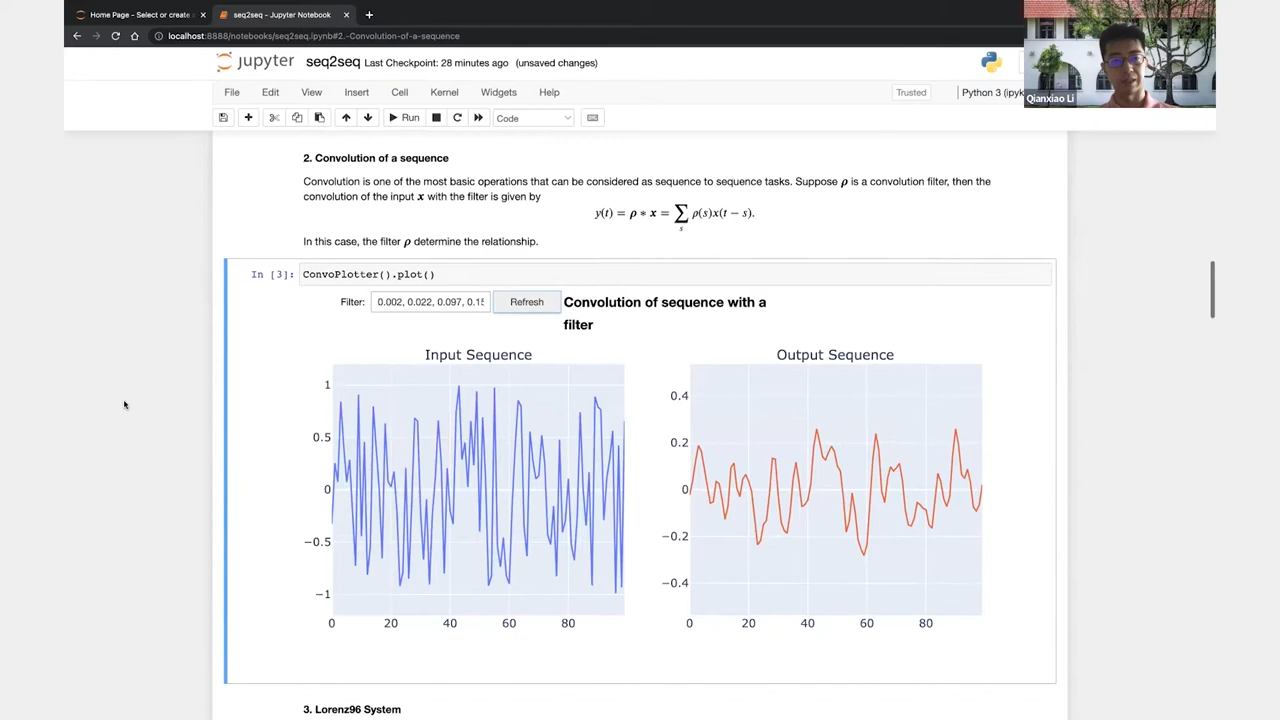 Home Page - Select or create
seq2seq - Jupyter Notebook
localhost:8888/notebooks/seq2seq.ipynb#2.-Convolution-of-a-sequence
jupyter seq2seq Last Checkpoint: 28 minutes ago (unsaved changes)
Qianxiao Li
File Edit View Insert Cell Kernel Widgets Help Trusted Python 3 (ipyk
Run Code
2. Convolution of a sequence
Convolution is one of the most basic operations that can be considered as sequence to sequence tasks. Suppose ρ is a convolution filter, then the
convolution of the input x with the filter is given by
y(t) = ρ ∗ x = ∑ ρ(s)x(t − s).
s
In this case, the filter ρ determine the relationship.
In [3]: ConvoPlotter().plot()
Filter: 0.002, 0.022, 0.097, 0.15 Refresh Convolution of sequence with a
filter
Input Sequence
1
0.5
0
−0.5
−1
0 20 40 60 80
Output Sequence
0.4
0.2
0
−0.2
−0.4
0 20 40 60 80
3. Lorenz96 System